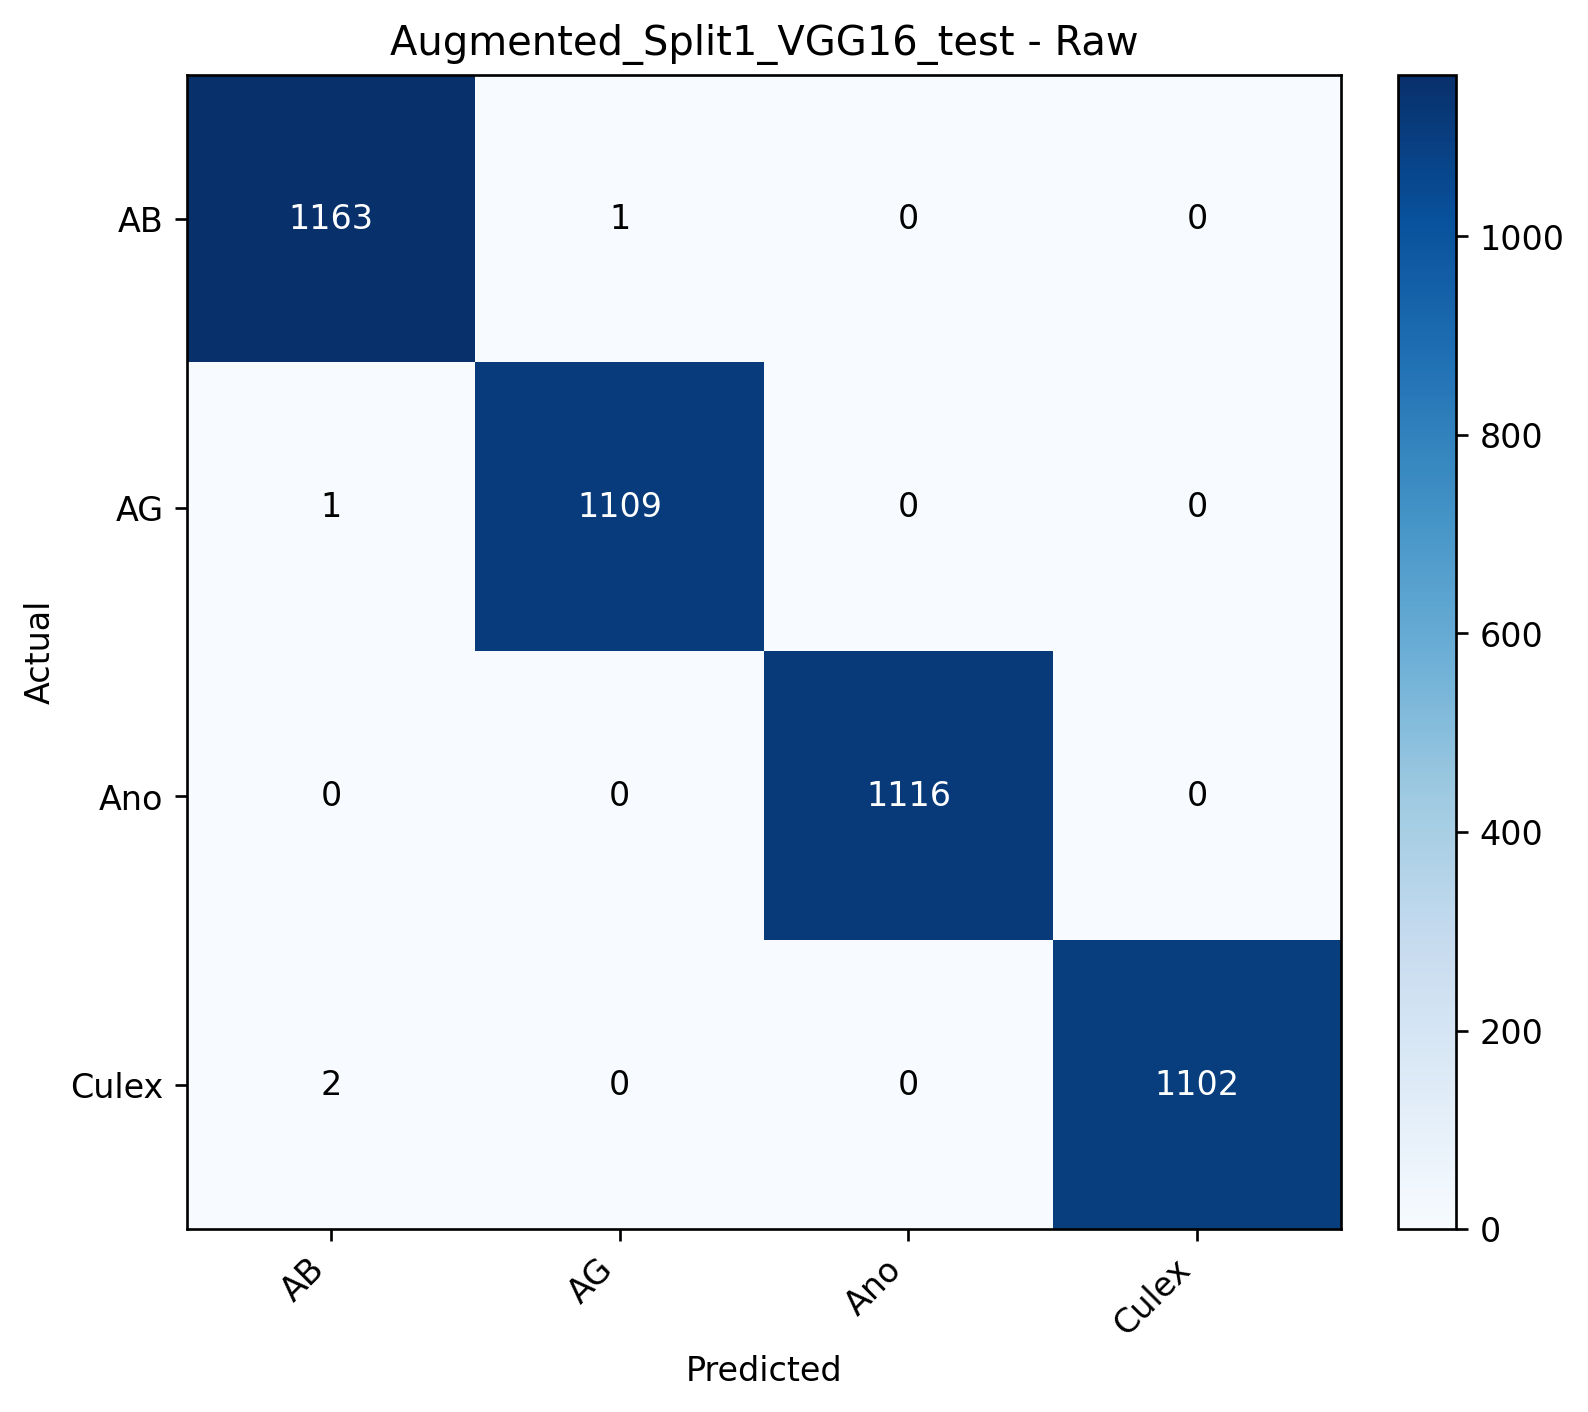 Augmented_Split1_VGG16_test - Raw
Actual
AB 1163 1 0 0
AG 1 1109 0 0
Ano 0 0 1116 0
Culex 2 0 0 1102
AB AG Ano Culex
Predicted
1000
800
600
400
200
0